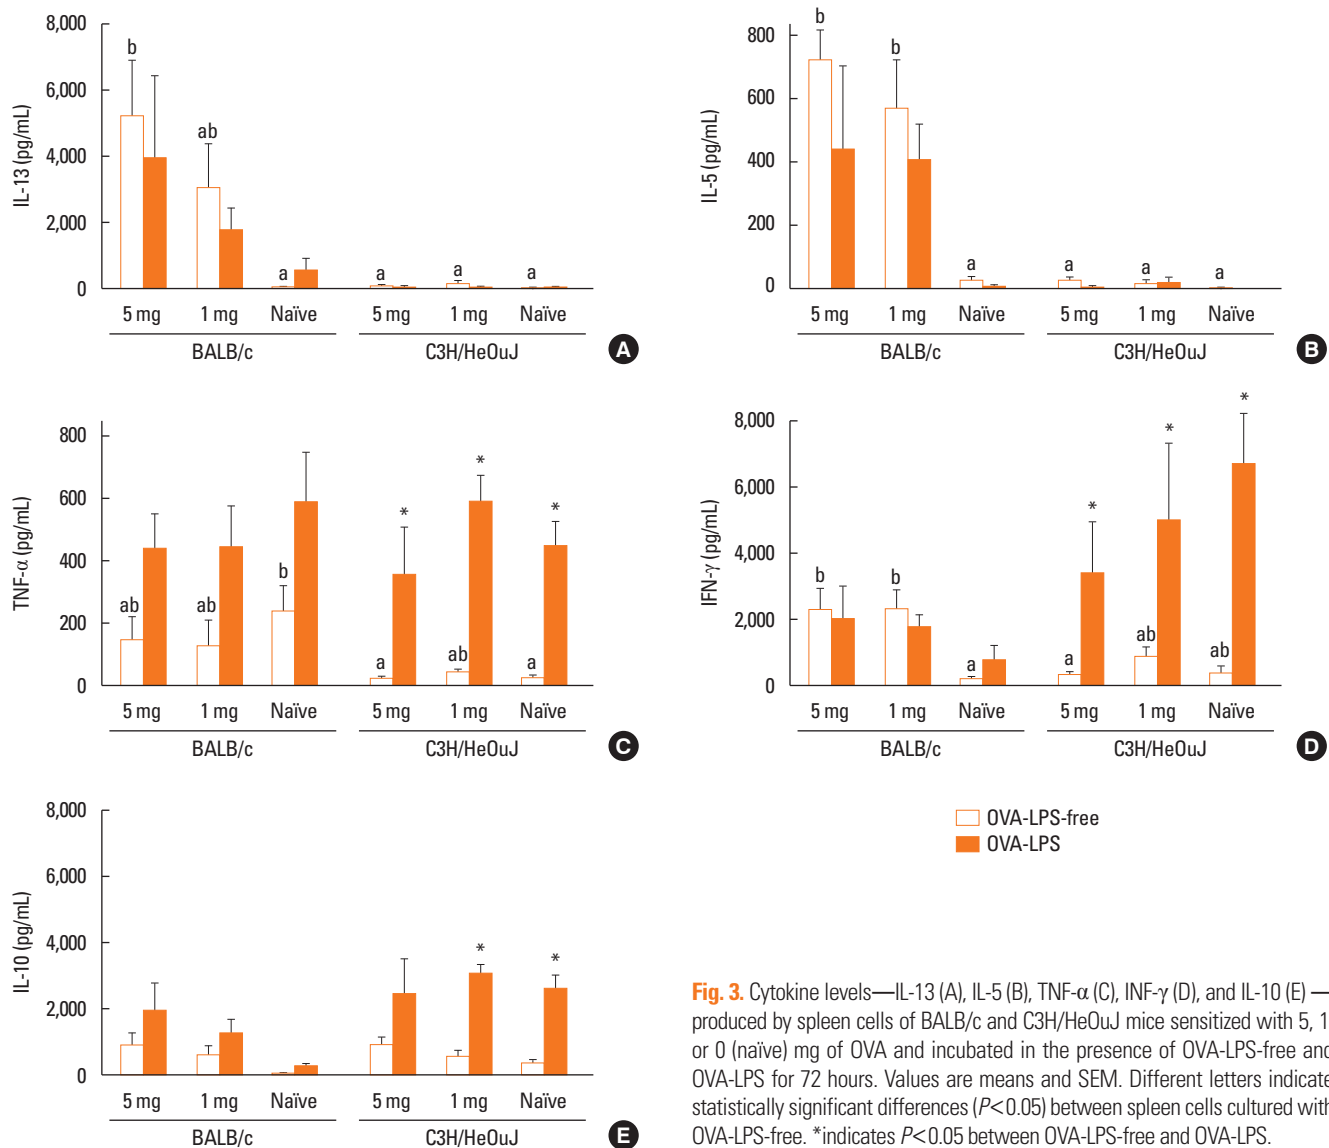 8,000
6,000
4,000
2,000
0
IL-13 (pg/mL)
b
ab
a
a
a
a
5 mg
1 mg
Naïve
5 mg
1 mg
Naïve
BALB/c
C3H/HeOuJ
A
800
600
400
200
0
IL-5 (pg/mL)
b
b
a
a
a
a
5 mg
1 mg
Naïve
5 mg
1 mg
Naïve
BALB/c
C3H/HeOuJ
B
800
600
400
200
0
TNF-α (pg/mL)
ab
ab
b
a
*
ab
*
a
*
5 mg
1 mg
Naïve
5 mg
1 mg
Naïve
BALB/c
C3H/HeOuJ
C
8,000
6,000
4,000
2,000
0
IFN-γ (pg/mL)
b
b
a
a
*
ab
*
ab
*
5 mg
1 mg
Naïve
5 mg
1 mg
Naïve
BALB/c
C3H/HeOuJ
D
8,000
6,000
4,000
2,000
0
IL-10 (pg/mL)
*
*
5 mg
1 mg
Naïve
5 mg
1 mg
Naïve
BALB/c
C3H/HeOuJ
E
OVA-LPS-free
OVA-LPS
Fig. 3. Cytokine levels—IL-13 (A), IL-5 (B), TNF-α (C), INF-γ (D), and IL-10 (E) —
produced by spleen cells of BALB/c and C3H/HeOuJ mice sensitized with 5, 1
or 0 (naïve) mg of OVA and incubated in the presence of OVA-LPS-free and
OVA-LPS for 72 hours. Values are means and SEM. Different letters indicate
statistically significant differences (P<0.05) between spleen cells cultured with
OVA-LPS-free. *indicates P<0.05 between OVA-LPS-free and OVA-LPS.